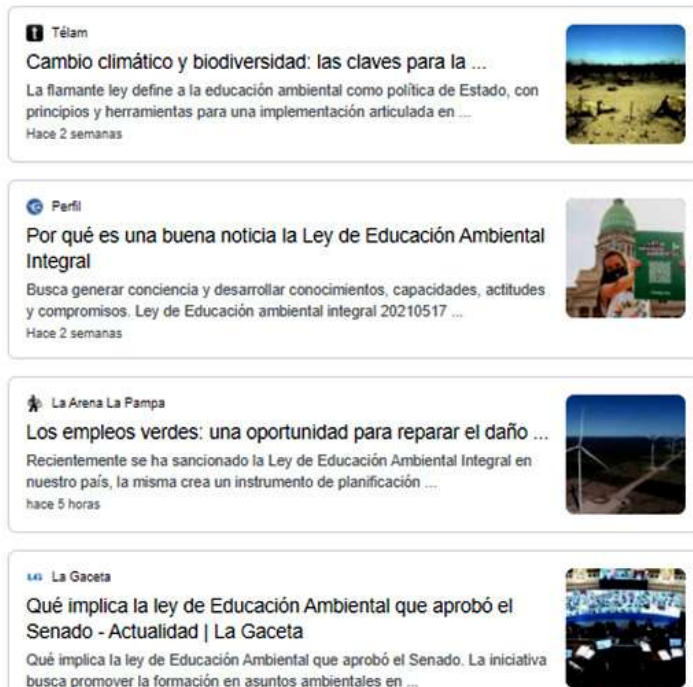 Télam
Cambio climático y biodiversidad: las claves para la ...
La flamante ley define a la educación ambiental como política de Estado, con
principios y herramientas para una implementación articulada en ...
Hace 2 semanas
Perfil
Por qué es una buena noticia la Ley de Educación Ambiental
Integral
Busca generar conciencia y desarrollar conocimientos, capacidades, actitudes
y compromisos. Ley de Educación ambiental integral 20210517 ...
Hace 2 semanas
La Arena La Pampa
Los empleos verdes: una oportunidad para reparar el daño ...
Recientemente se ha sancionado la Ley de Educación Ambiental Integral en
nuestro país, la misma crea un instrumento de planificación ...
hace 5 horas
LG La Gaceta
Qué implica la ley de Educación Ambiental que aprobó el
Senado - Actualidad | La Gaceta
Qué implica la ley de Educación Ambiental que aprobó el Senado. La iniciativa
busca promover la formación en asuntos ambientales en ...